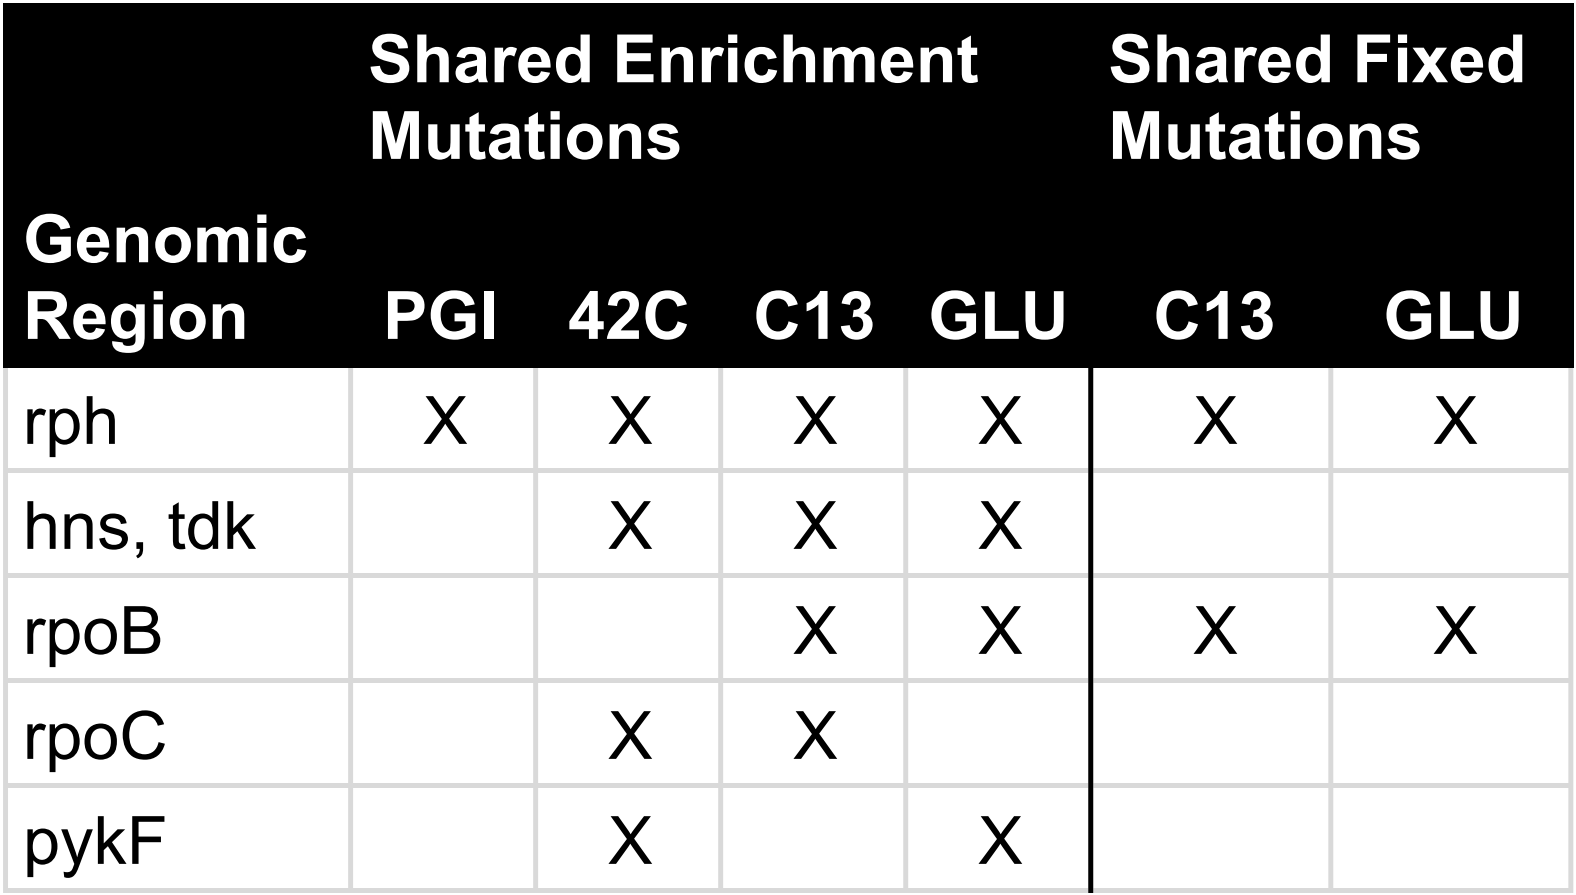 Shared Enrichment Shared Fixed
Mutations Mutations
Genomic
Region PGI 42C C13 GLU C13 GLU
rph X X X X X X
hns, tdk X X X
rpoB X X X X
rpoC X X
pykF X X